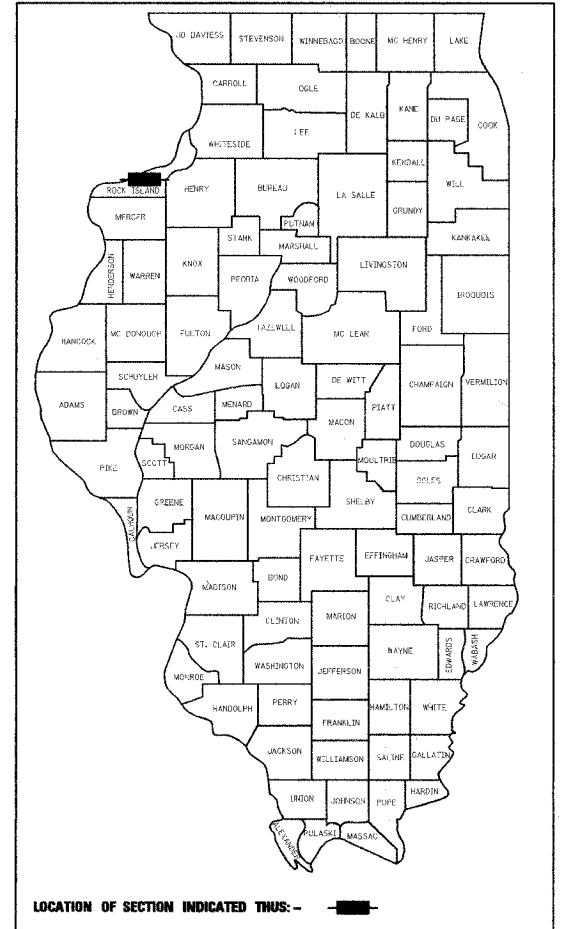 JO DAVIESS STEVENSON WINNEBAGO BOONE MC HENRY LAKE
CARROLL OGLE
DE KALB KANE DU PAGE COOK
WHITESIDE LEE
KENDALL WILL
ROCK ISLAND HENRY BUREAU LA SALLE GRUNDY
MERCER PUTNAM
STARK MARSHALL KANKAKEE
HENDERSON WARREN KNOX PEORIA WOODFORD LIVINGSTON IROQUOIS
HANCOCK MC DONOUGH FULTON TAZEWELL MC LEAN FORD
MASON
SCHUYLER LOGAN DE WITT CHAMPAIGN VERMILION
ADAMS BROWN CASS MENARD MACON PIATT
MORGAN SANGAMON DOUGLAS EDGAR
PIKE SCOTT CHRISTIAN MOULTRIE COLES
GREENE MACOUPIN MONTGOMERY SHELBY CUMBERLAND CLARK
CALHOUN JERSEY
FAYETTE EFFINGHAM JASPER CRAWFORD
MADISON BOND
CLAY RICHLAND LAWRENCE
CLINTON MARION
ST. CLAIR WAYNE EDWARDS WABASH
WASHINGTON JEFFERSON
MONROE
RANDOLPH PERRY HAMILTON WHITE
FRANKLIN
JACKSON WILLIAMSON SALINE GALLATIN
UNION JOHNSON POPE HARDIN
ALEXANDER PULASKI MASSAC
LOCATION OF SECTION INDICATED THUS: -